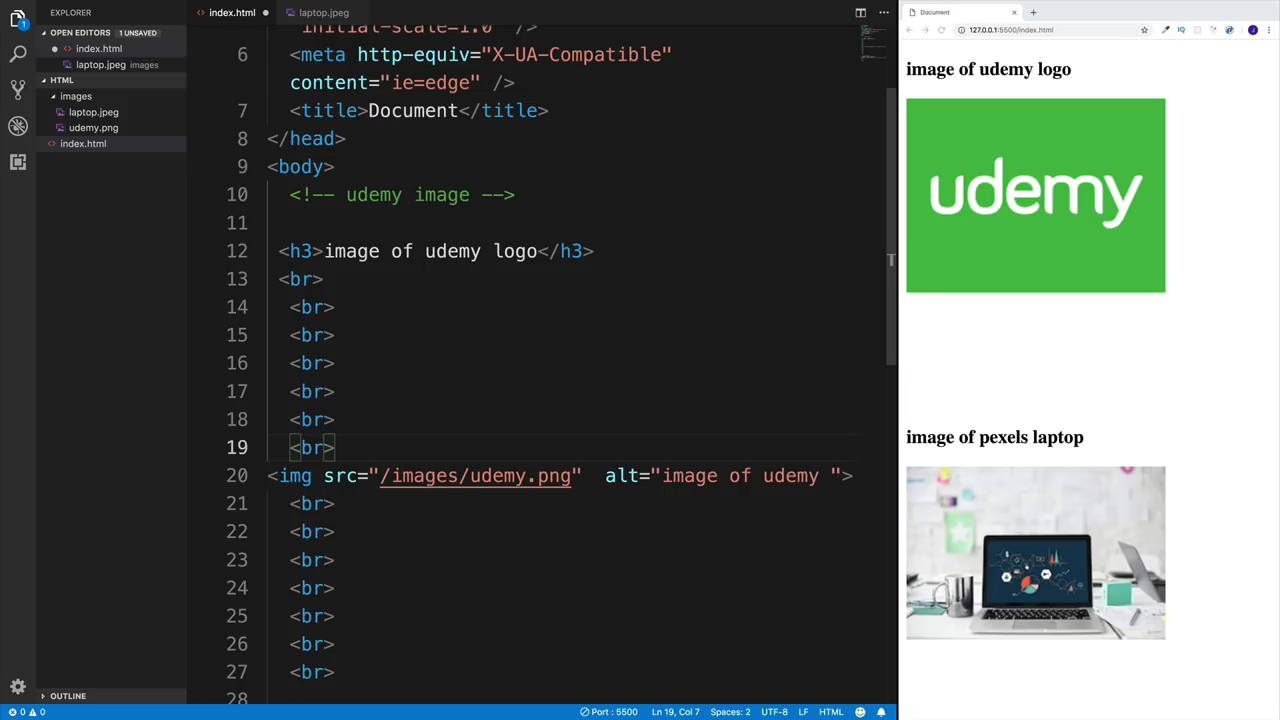 EXPLORER
OPEN EDITORS 1 UNSAVED
index.html
laptop.jpeg images
HTML
images
laptop.jpeg
udemy.png
index.html
OUTLINE
index.html
laptop.jpeg
initial-scale=1.0" />
6 <meta http-equiv="X-UA-Compatible"
content="ie=edge" />
7 <title>Document</title>
8 </head>
9 <body>
10 <!-- udemy image -->
11
12 <h3>image of udemy logo</h3>
13 <br>
14 <br>
15 <br>
16 <br>
17 <br>
18 <br>
19 <br>
20 <img src="/images/udemy.png" alt="image of udemy ">
21 <br>
22 <br>
23 <br>
24 <br>
25 <br>
26 <br>
27 <br>
28
0 0 Port : 5500 Ln 19, Col 7 Spaces: 2 UTF-8 LF HTML
Document
127.0.0.1:5500/index.html
image of udemy logo
udemy
image of pexels laptop